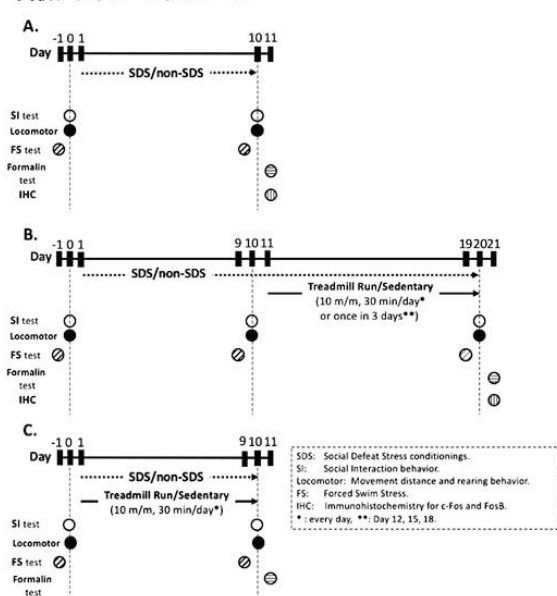 A.
-1 0 1 10 11
Day
SDS/non-SDS
SI test
Locomotor
FS test
Formalin
test
IHC
B.
-1 0 1 9 10 11 19 20 21
Day
SDS/non-SDS
Treadmill Run/Sedentary
(10 m/m, 30 min/day*
or once in 3 days**)
SI test
Locomotor
FS test
Formalin
test
IHC
C.
-1 0 1 9 10 11
Day
SDS/non-SDS
Treadmill Run/Sedentary
(10 m/m, 30 min/day*)
SI test
Locomotor
FS test
Formalin
test
SDS: Social Defeat Stress conditionings.
SI: Social Interaction behavior.
Locomotor: Movement distance and rearing behavior.
FS: Forced Swim Stress.
IHC: Immunohistochemistry for c-Fos and FosB.
* : every day, **: Day 12, 15, 18.